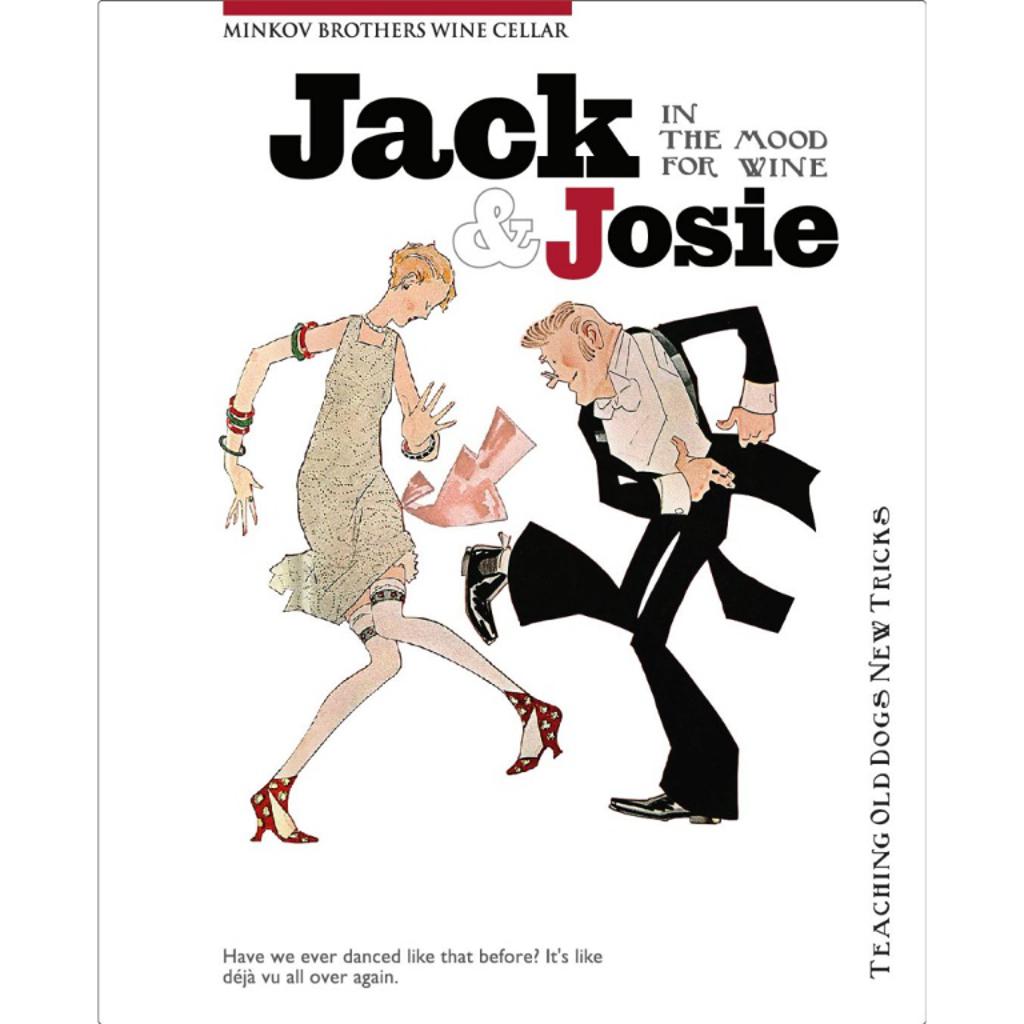 MINKOV BROTHERS WINE CELLAR
Jack
IN
THE MOOD
FOR WINE
& Josie
TEACHING OLD DOGS NEW TRICKS
Have we ever danced like that before? It's like
déjà vu all over again.